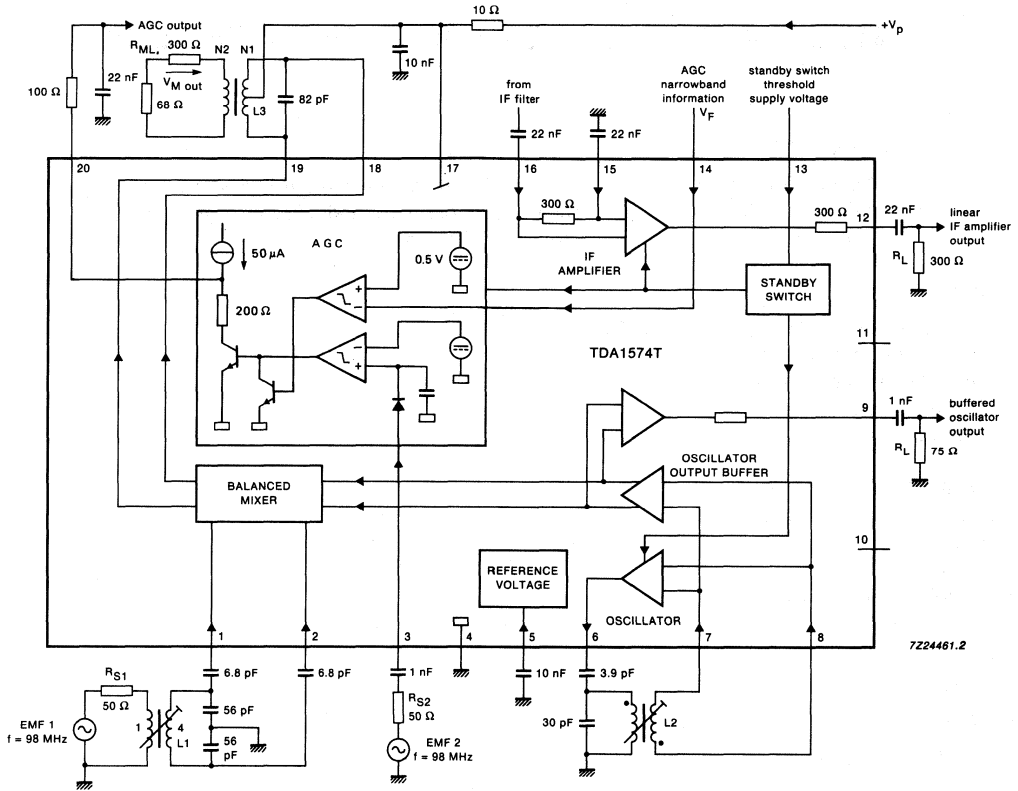 10 Ω
+Vp
AGC output
RML,
300 Ω
N2
N1
22 nF
100 Ω
VM out
68 Ω
L3
82 pF
10 nF
from
IF filter
22 nF
22 nF
AGC
narrowband
information
VF
standby switch
threshold
supply voltage
20
19
18
17
16
15
14
13
AGC
50 µA
200 Ω
0.5 V
+
−
−
+
300 Ω
IF
AMPLIFIER
300 Ω
12
22 nF
linear
IF amplifier
output
RL
300 Ω
STANDBY
SWITCH
TDA1574T
11
9
1 nF
buffered
oscillator
output
RL
75 Ω
OSCILLATOR
OUTPUT BUFFER
BALANCED
MIXER
10
REFERENCE
VOLTAGE
OSCILLATOR
1
2
3
4
5
6
7
8
7Z24461.2
6.8 pF
6.8 pF
1 nF
10 nF
3.9 pF
RS1
50 Ω
56 pF
RS2
50 Ω
EMF 1
f = 98 MHz
1
4
L1
56
pF
EMF 2
f = 98 MHz
30 pF
L2